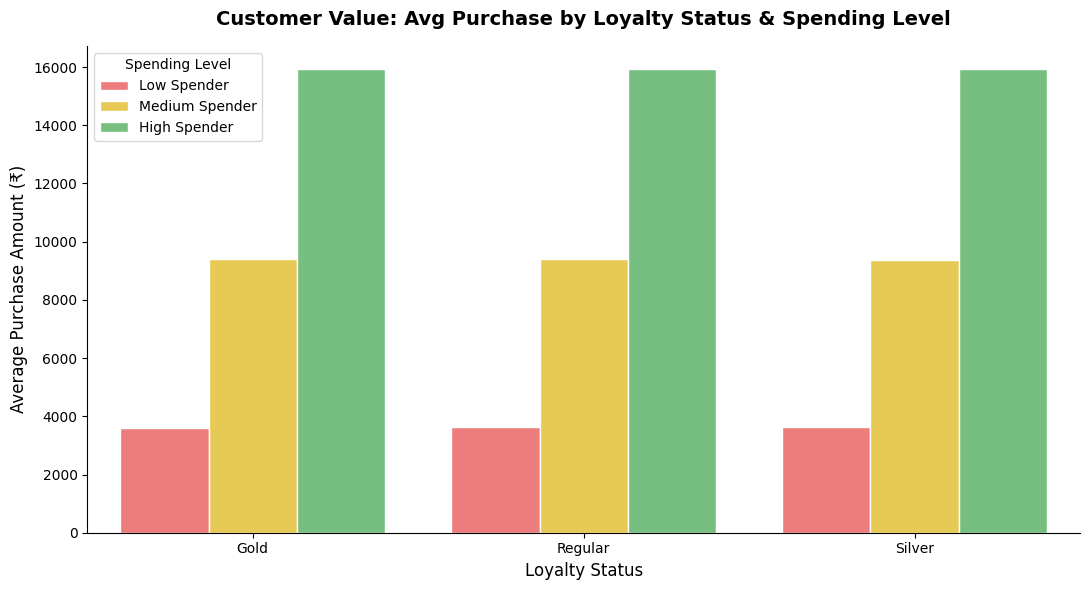 Customer Value: Avg Purchase by Loyalty Status & Spending Level
Spending Level
Low Spender
Medium Spender
High Spender
Average Purchase Amount (₹)
16000
14000
12000
10000
8000
6000
4000
2000
0
Gold
Regular
Silver
Loyalty Status